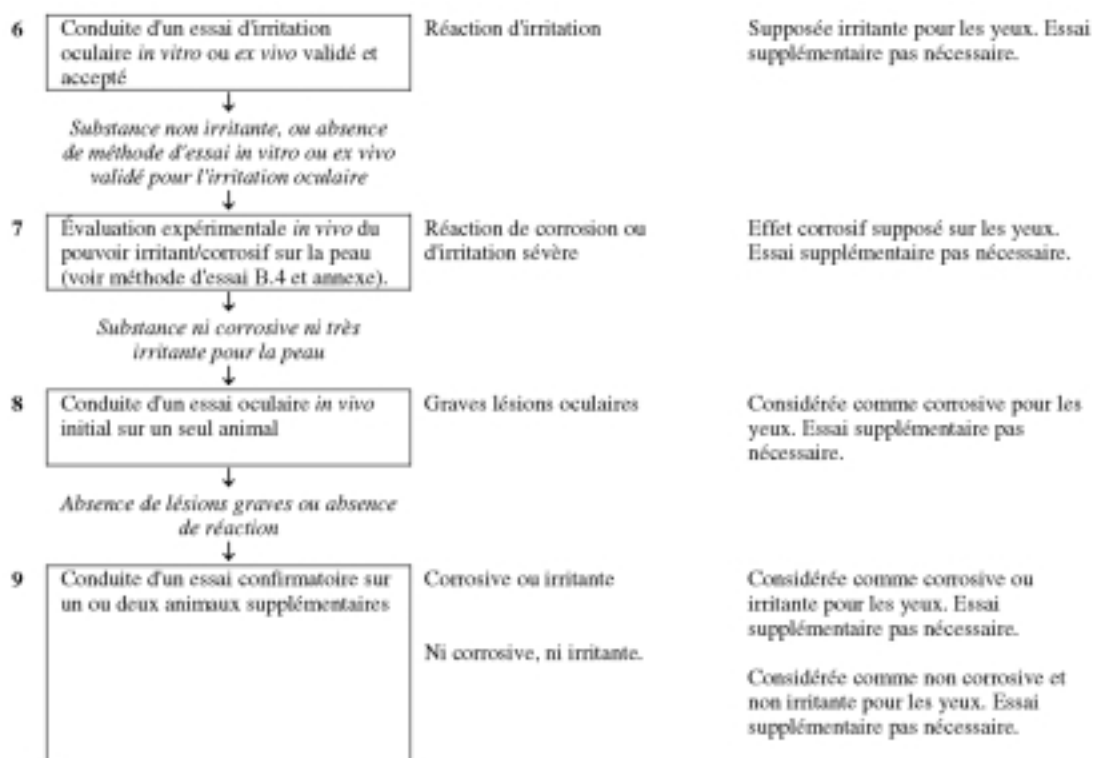 6
Conduite d'un essai d'irritation
oculaire in vitro ou ex vivo validé et
accepté
Réaction d'irritation
Supposée irritante pour les yeux. Essai
supplémentaire pas nécessaire.
Substance non irritante, ou absence
de méthode d'essai in vitro ou ex vivo
validé pour l'irritation oculaire
7
Évaluation expérimentale in vivo du
pouvoir irritant/corrosif sur la peau
(voir méthode d'essai B.4 et annexe).
Réaction de corrosion ou
d'irritation sévère
Effet corrosif supposé sur les yeux.
Essai supplémentaire pas nécessaire.
Substance ni corrosive ni très
irritante pour la peau
8
Conduite d'un essai oculaire in vivo
initial sur un seul animal
Graves lésions oculaires
Considérée comme corrosive pour les
yeux. Essai supplémentaire pas
nécessaire.
Absence de lésions graves ou absence
de réaction
9
Conduite d'un essai confirmatoire sur
un ou deux animaux supplémentaires
Corrosive ou irritante
Considérée comme corrosive ou
irritante pour les yeux. Essai
supplémentaire pas nécessaire.
Ni corrosive, ni irritante.
Considérée comme non corrosive et
non irritante pour les yeux. Essai
supplémentaire pas nécessaire.